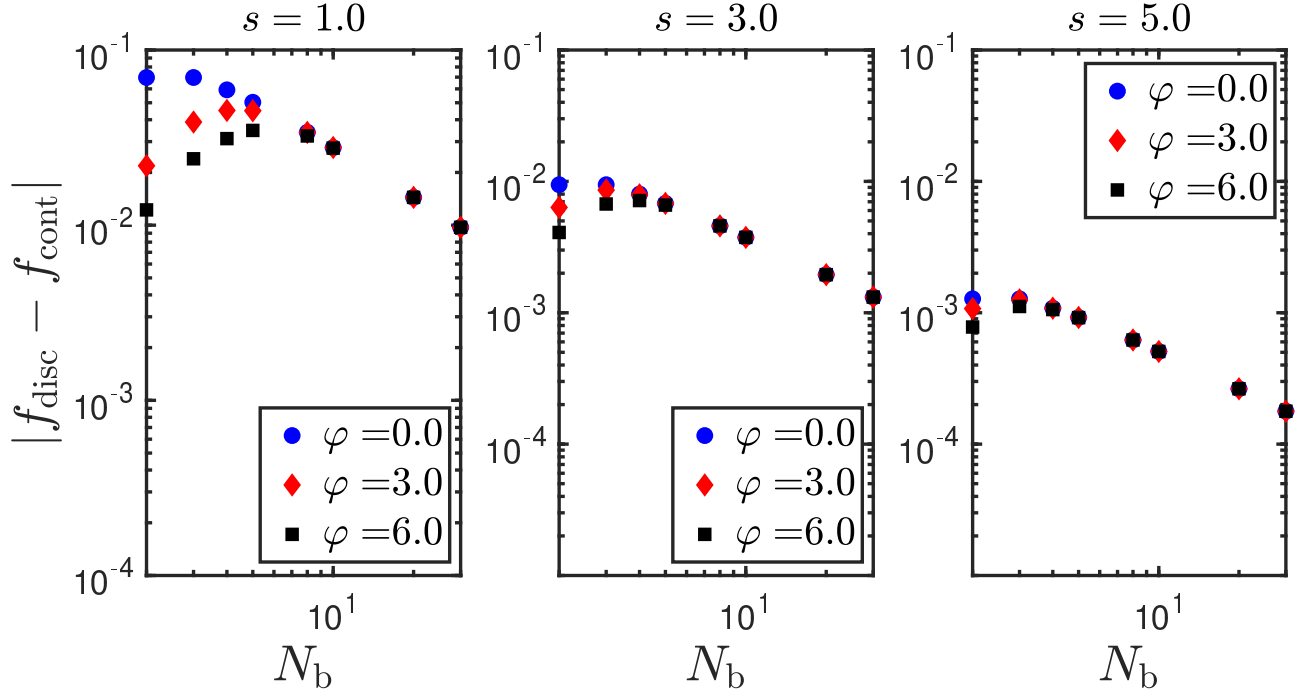 s = 1.0
s = 3.0
s = 5.0
|f_disc − f_cont|
10^-1
10^-2
10^-3
10^-4
10^1
N_b
φ =0.0
φ =3.0
φ =6.0
10^-1
10^-2
10^-3
10^-4
10^1
N_b
φ =0.0
φ =3.0
φ =6.0
10^-1
10^-2
10^-3
10^-4
10^1
N_b
φ =0.0
φ =3.0
φ =6.0